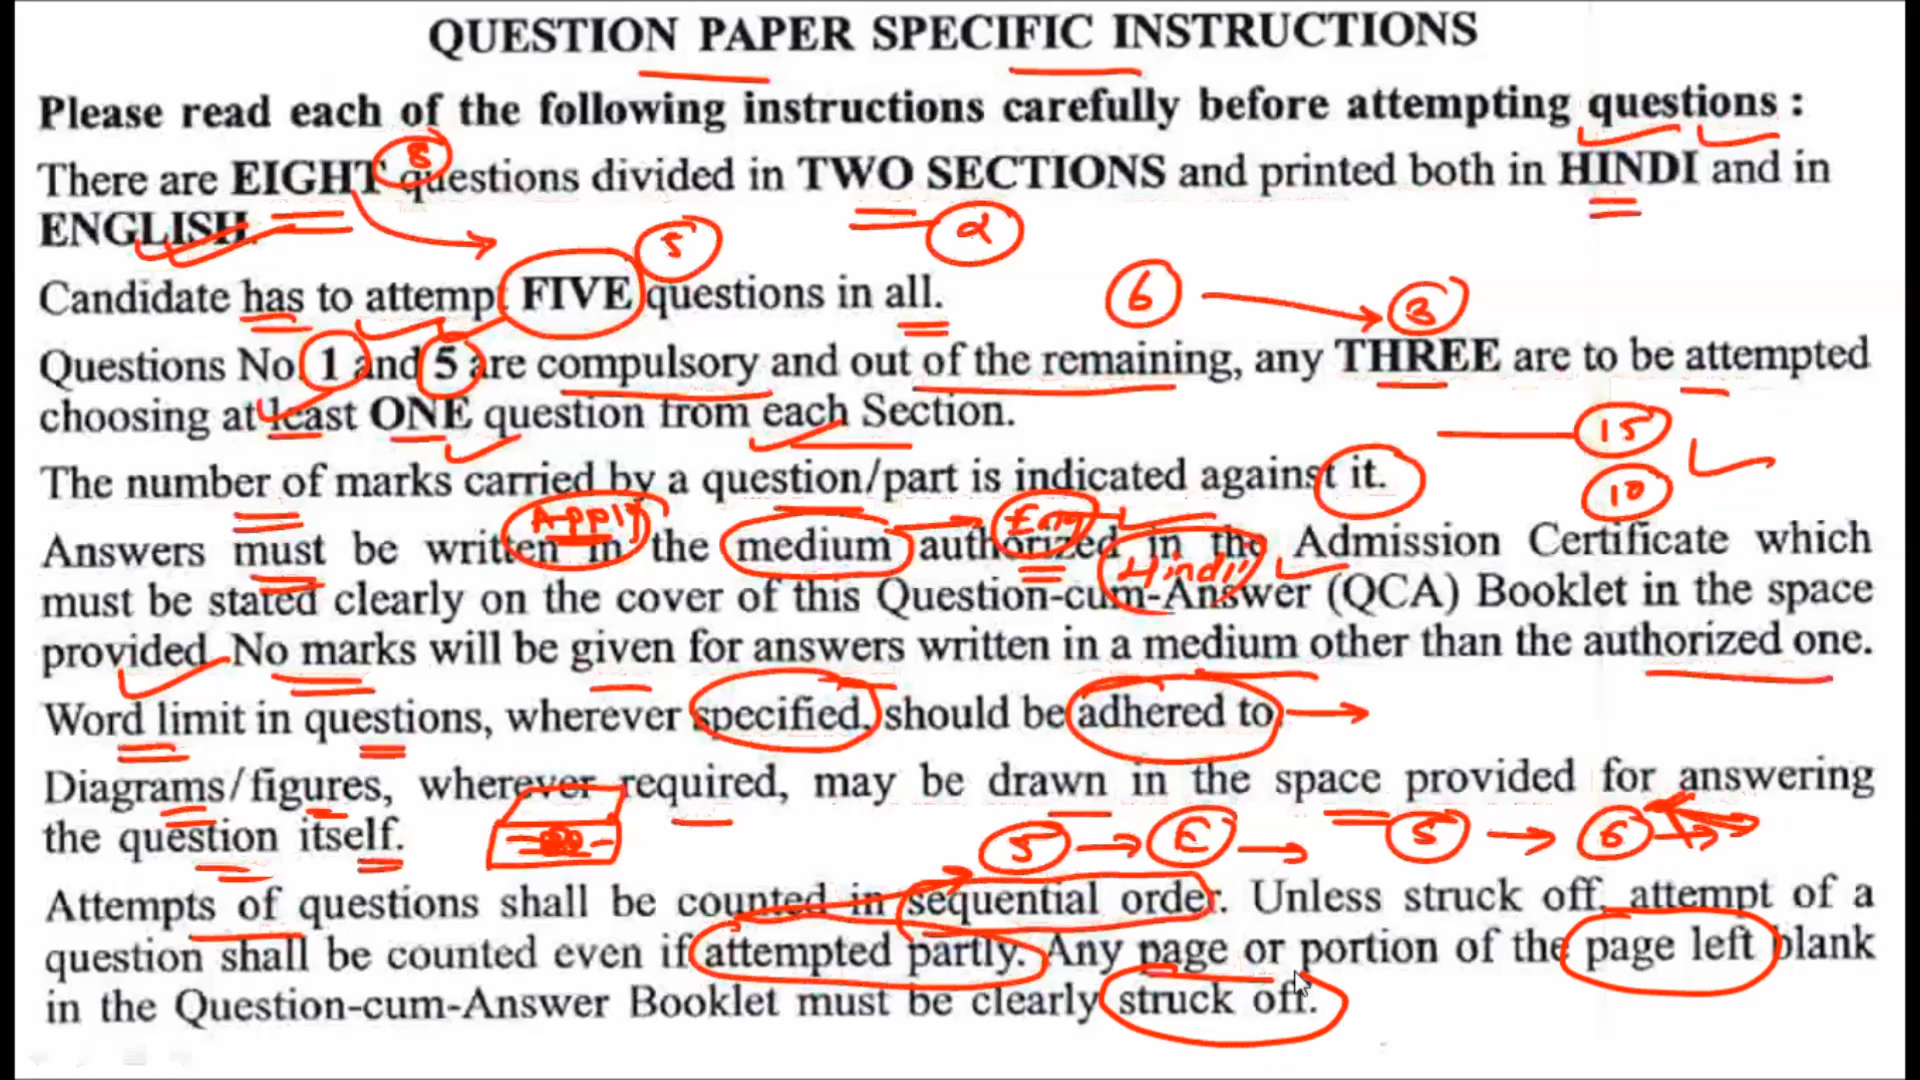 QUESTION PAPER SPECIFIC INSTRUCTIONS
Please read each of the following instructions carefully before attempting questions :
8
There are EIGHT questions divided in TWO SECTIONS and printed both in HINDI and in
ENGLISH.
2
5
Candidate has to attempt FIVE questions in all.
6
3
Questions No. 1 and 5 are compulsory and out of the remaining, any THREE are to be attempted
choosing at least ONE question from each Section.
15
The number of marks carried by a question/part is indicated against it.
10
Apply
Eng
Answers must be written in the medium authorized in the Admission Certificate which
Hindi
must be stated clearly on the cover of this Question-cum-Answer (QCA) Booklet in the space
provided. No marks will be given for answers written in a medium other than the authorized one.
Word limit in questions, wherever specified, should be adhered to.
Diagrams/figures, wherever required, may be drawn in the space provided for answering
the question itself.
5
5
6
Attempts of questions shall be counted in sequential order. Unless struck off, attempt of a
question shall be counted even if attempted partly. Any page or portion of the page left blank
in the Question-cum-Answer Booklet must be clearly struck off.